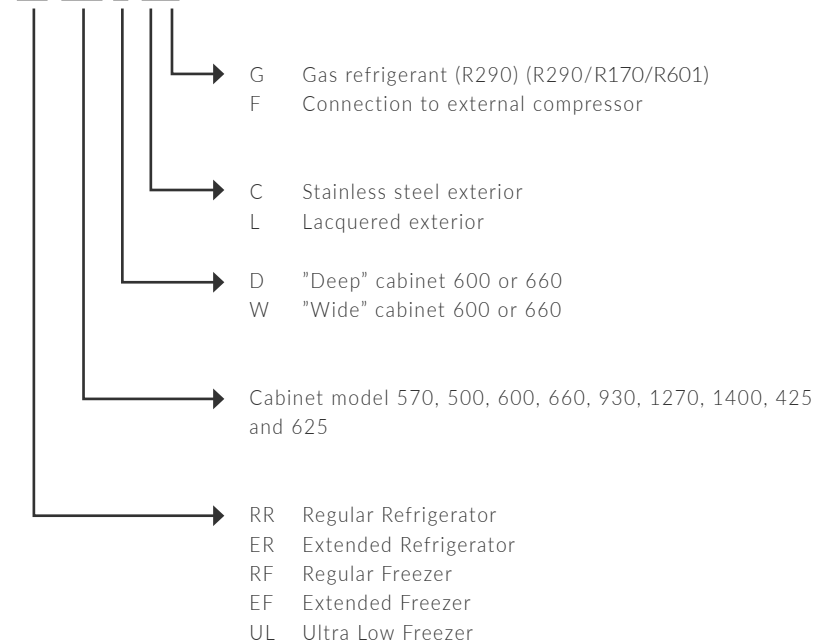 G Gas refrigerant (R290) (R290/R170/R601)
F Connection to external compressor
C Stainless steel exterior
L Lacquered exterior
D ”Deep” cabinet 600 or 660
W ”Wide” cabinet 600 or 660
Cabinet model 570, 500, 600, 660, 930, 1270, 1400, 425
and 625
RR Regular Refrigerator
ER Extended Refrigerator
RF Regular Freezer
EF Extended Freezer
UL Ultra Low Freezer